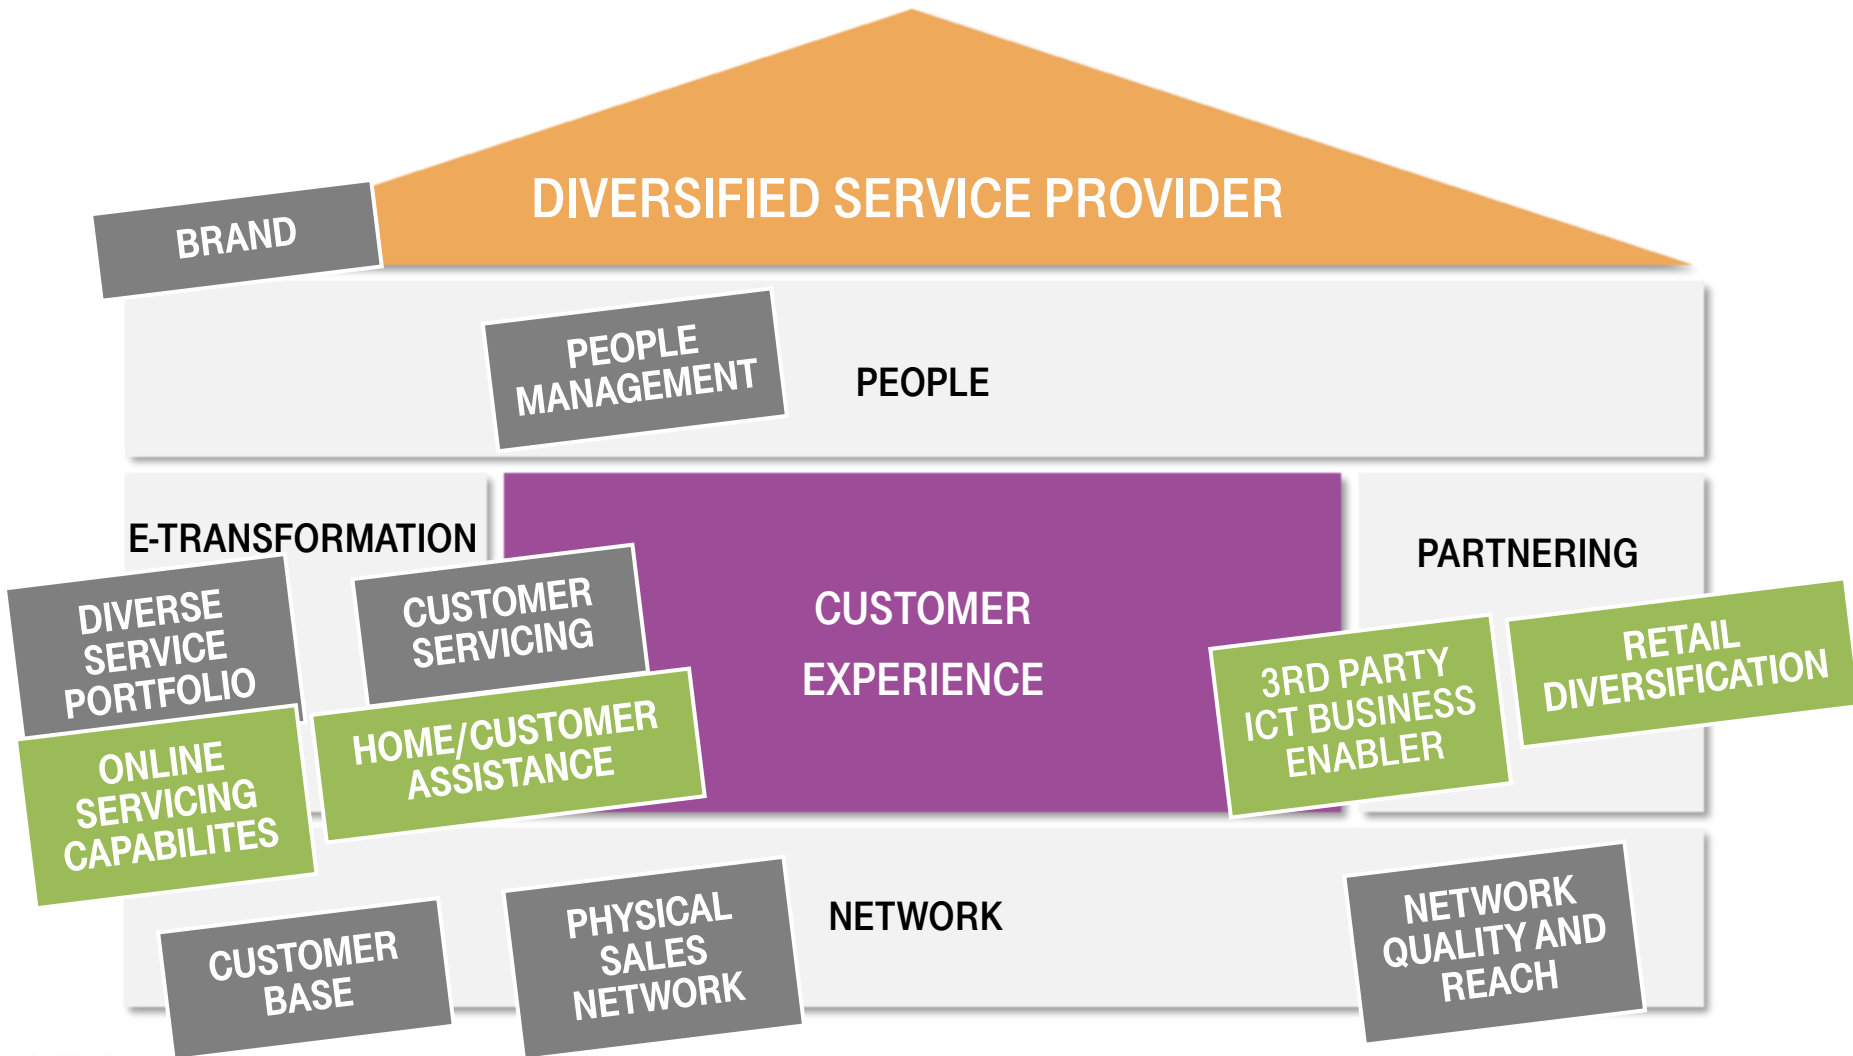 DIVERSIFIED SERVICE PROVIDER
BRAND
PEOPLE
MANAGEMENT
PEOPLE
E-TRANSFORMATION
DIVERSE
SERVICE
PORTFOLIO
CUSTOMER
SERVICING
ONLINE
SERVICING
CAPABILITES
HOME/CUSTOMER
ASSISTANCE
CUSTOMER
EXPERIENCE
PARTNERING
3RD PARTY
ICT BUSINESS
ENABLER
RETAIL
DIVERSIFICATION
CUSTOMER
BASE
PHYSICAL
SALES
NETWORK
NETWORK
NETWORK
QUALITY AND
REACH